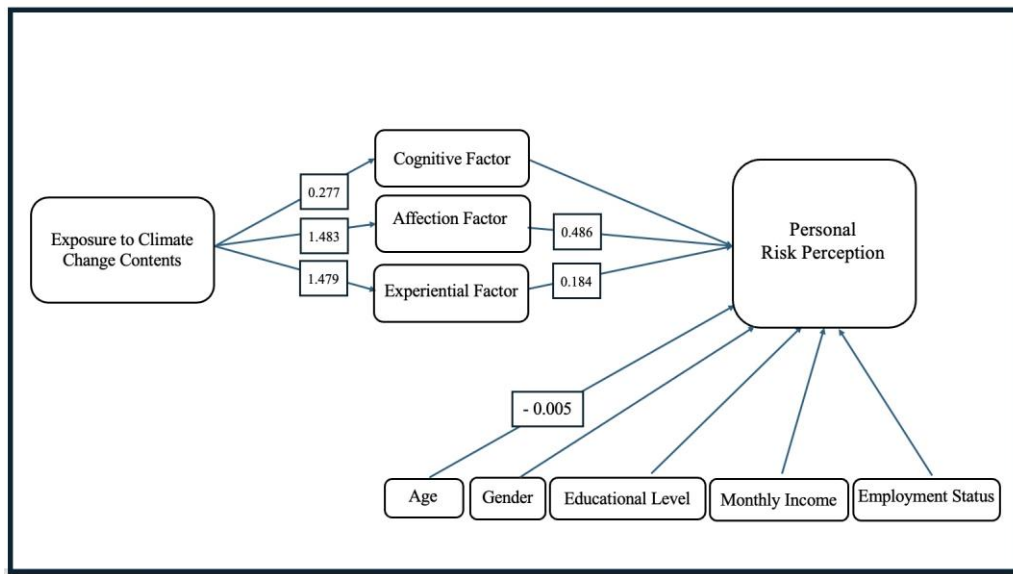 Cognitive Factor
0.277
Affection Factor
Exposure to Climate
Change Contents
1.483
0.486
Personal
Risk Perception
1.479
Experiential Factor
0.184
- 0.005
Age
Gender
Educational Level
Monthly Income
Employment Status